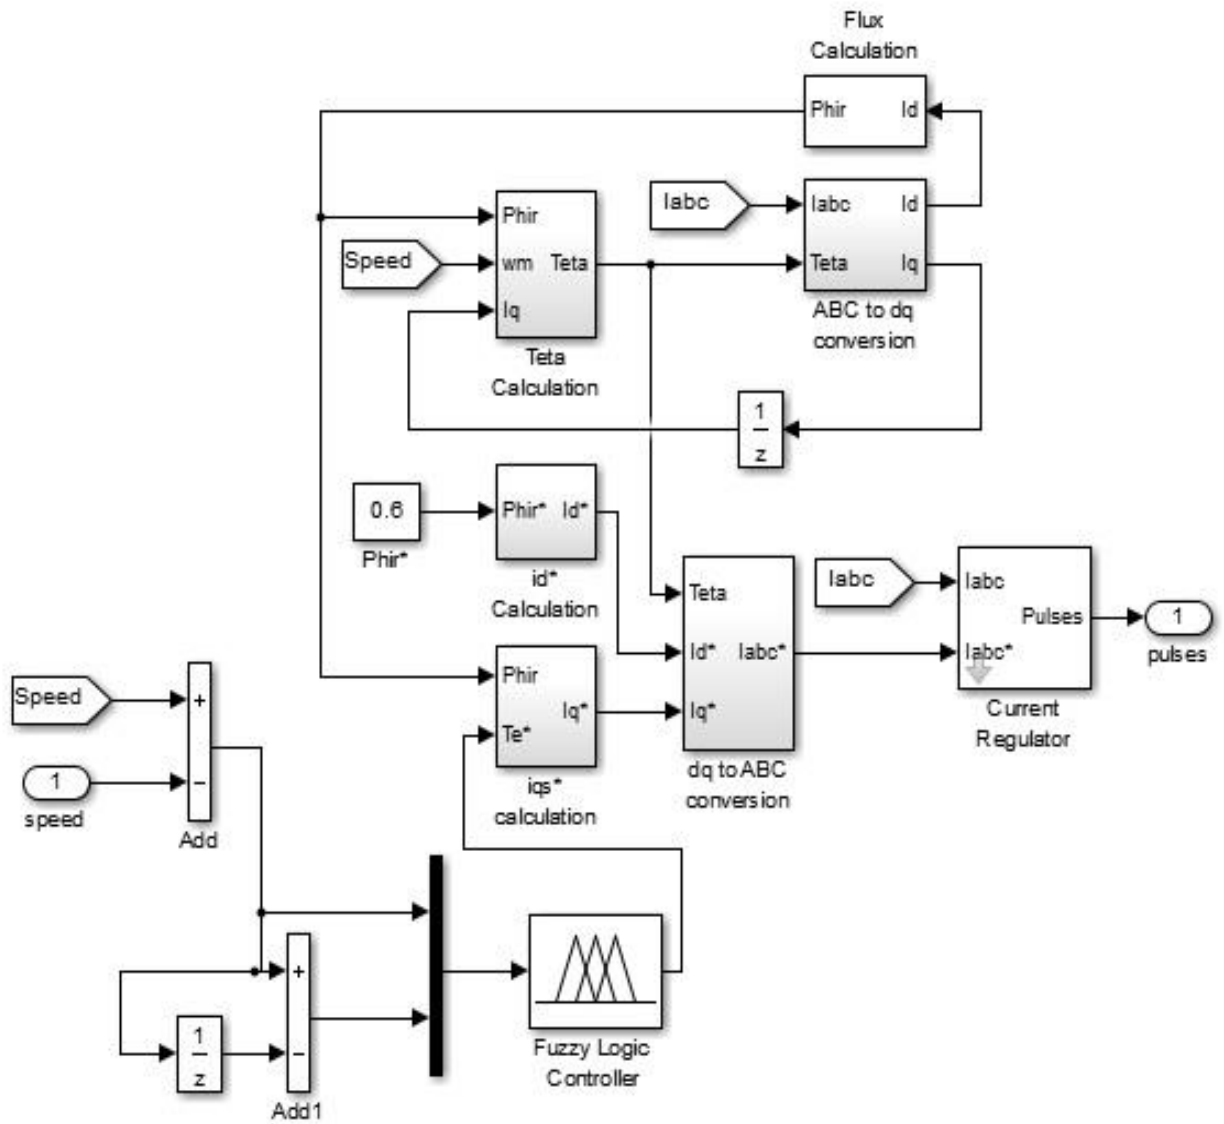 Flux
Calculation
Phir Id
Iabc
Iabc Id
Teta Iq
ABC to dq
conversion
Speed
Phir
wm Teta
Iq
Teta
Calculation
1
z
0.6
Phir*
Phir* Id*
id*
Calculation
Phir
Iq*
Te*
iqs*
calculation
Teta
Id* Iabc*
Iq*
dq to ABC
conversion
Iabc
Iabc
Pulses
Iabc*
Current
Regulator
1
pulses
Speed
1
speed
+
−
Add
+
−
Add1
1
z
Fuzzy Logic
Controller